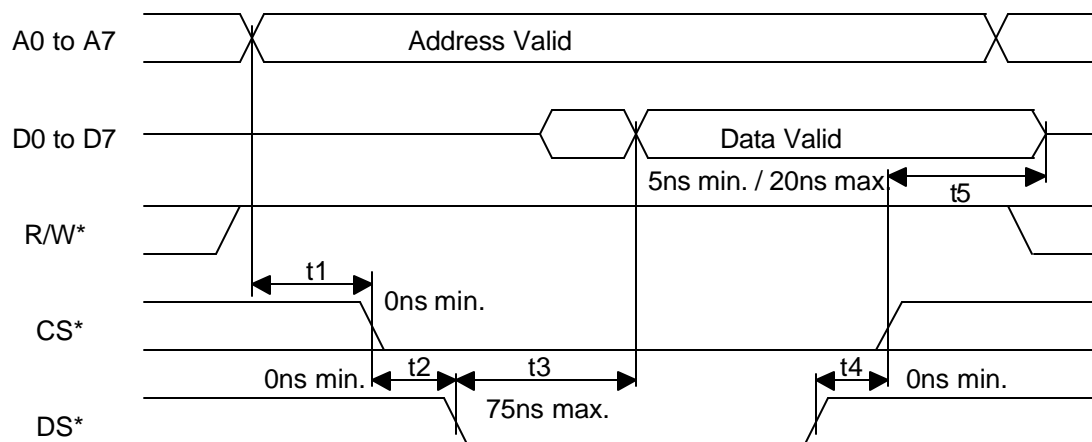 A0 to A7
Address Valid
D0 to D7
Data Valid
5ns min. / 20ns max.
t5
R/W*
t1
0ns min.
CS*
0ns min.
t2
t3
t4
0ns min.
75ns max.
DS*